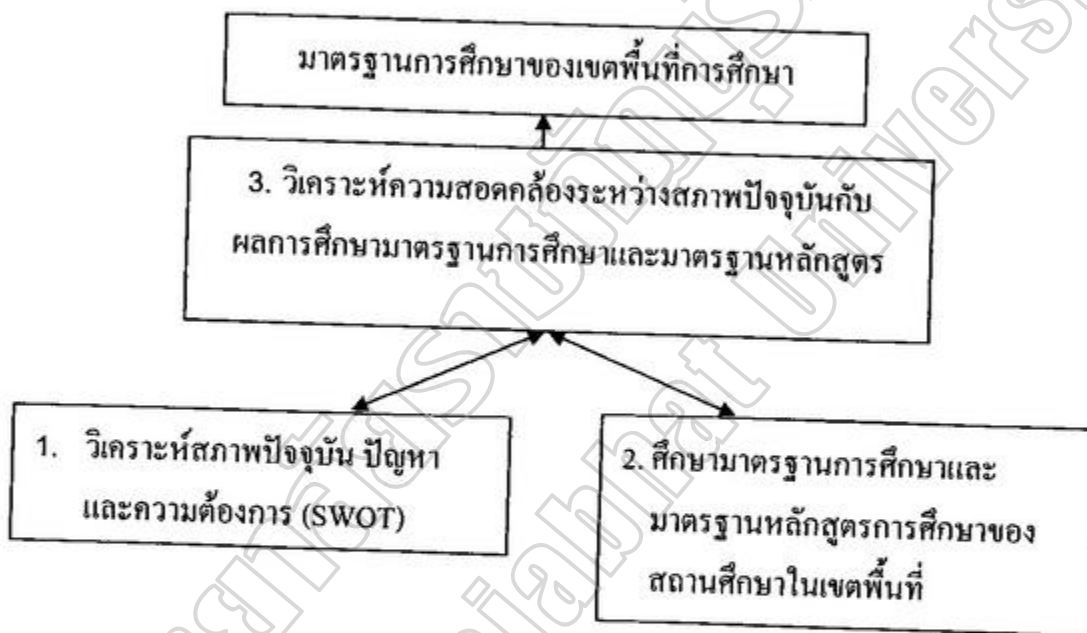 มาตรฐานการศึกษาของเขตพื้นที่การศึกษา
3. วิเคราะห์ความสอดคล้องระหว่างสภาพปัจจุบันกับ
ผลการศึกษามาตรฐานการศึกษาและมาตรฐานหลักสูตร
1. วิเคราะห์สภาพปัจจุบัน ปัญหา
และความต้องการ (SWOT)
2. ศึกษามาตรฐานการศึกษาและ
มาตรฐานหลักสูตรการศึกษาของ
สถานศึกษาในเขตพื้นที่